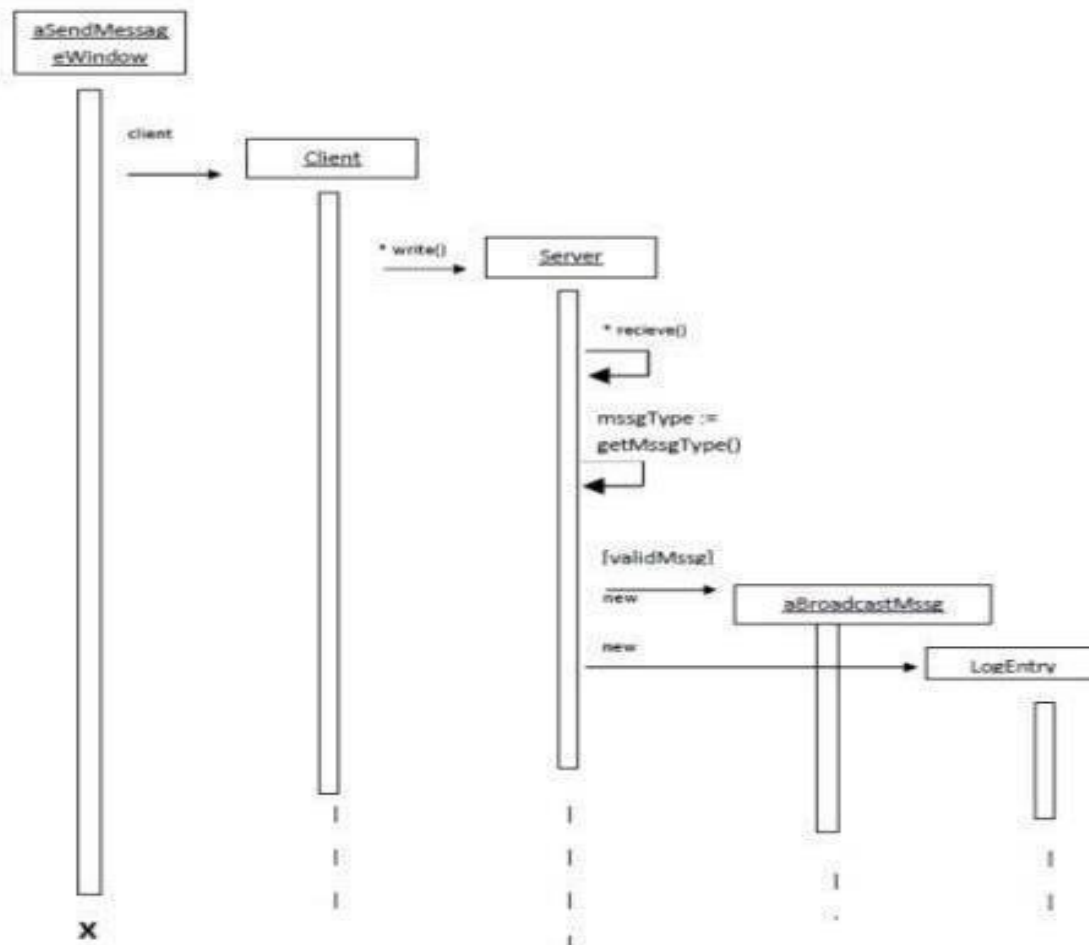 aSendMessag
eWindow
client
Client
* write()
Server
* recieve()
mssgType :=
getMssgType()
[validMssg]
new
aBroadcastMssg
new
LogEntry
X